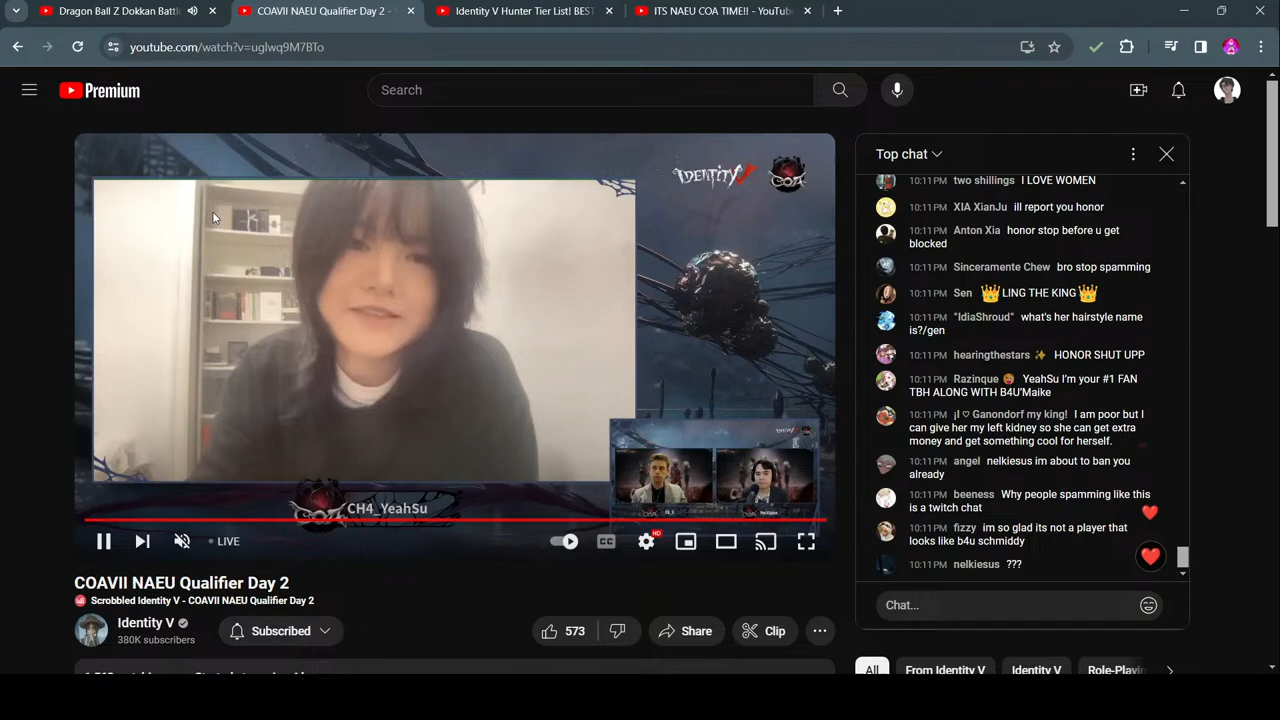 Dragon Ball Z Dokkan Battl
COAVII NAEU Qualifier Day 2 -
Identity V Hunter Tier List! BEST
ITS NAEU COA TIME!! - YouTube
youtube.com/watch?v=uglwq9M7BTo
Premium
Search
IDENTITY V
COA
Top chat
10:11 PM two shillings I LOVE WOMEN
10:11 PM XIA XianJu ill report you honor
10:11 PM Anton Xia honor stop before u get
blocked
10:11 PM Sinceramente Chew bro stop spamming
10:11 PM Sen 👑LING THE KING👑
10:11 PM "IdiaShroud" what's her hairstyle name
is?/gen
10:11 PM hearingthestars ✨ HONOR SHUT UPP
10:11 PM Razinque YeahSu I'm your #1 FAN
TBH ALONG WITH B4U'Maike
10:11 PM ¡I ♡ Ganondorf my king! I am poor but I
can give her my left kidney so she can get extra
money and get something cool for herself.
10:11 PM angel nelkiesus im about to ban you
already
10:11 PM beeness Why people spamming like this
is a twitch chat
10:11 PM fizzy im so glad its not a player that
looks like b4u schmiddy
10:11 PM nelkiesus ???
Chat...
COA
CH4_YeahSu
LIVE
CC
HD
COAVII NAEU Qualifier Day 2
Scrobbled Identity V - COAVII NAEU Qualifier Day 2
Identity V
380K subscribers
Subscribed
573
Share
Clip
All
From Identity V
Identity V
Role-Playin